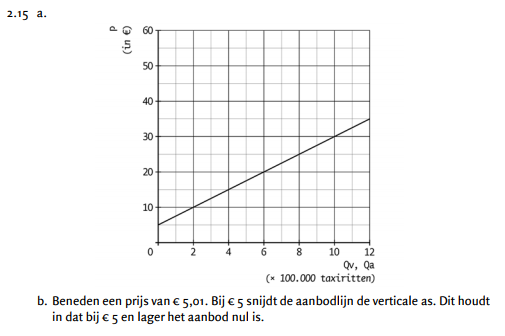 2.15 a.
P
(in €)
60
50
40
30
20
10
0 2 4 6 8 10 12
Qv, Qa
(× 100.000 taxiritten)
b. Beneden een prijs van € 5,01. Bij € 5 snijdt de aanbodlijn de verticale as. Dit houdt
in dat bij € 5 en lager het aanbod nul is.